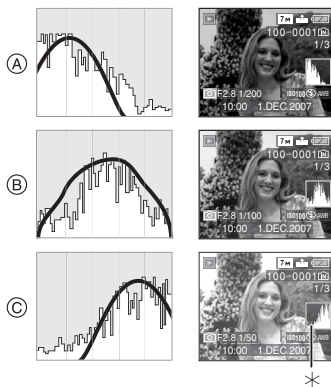 A
7M
100-0001
1/3
F2.8 1/200
ISO100 AWB
10:00 1.DEC.2007
B
7M
100-0001
1/3
F2.8 1/100
ISO100 AWB
10:00 1.DEC.2007
C
7M
100-0001
1/3
F2.8 1/50
ISO100 AWB
10:00 1.DEC.2007